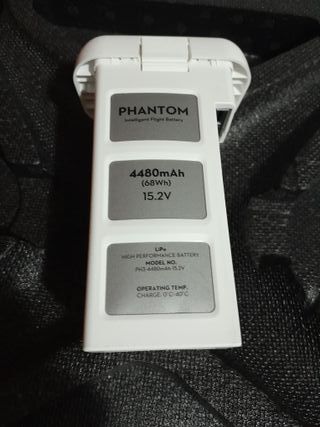 PHANTOM
Intelligent Flight Battery
4480mAh
(68Wh)
15.2V
LiPo
HIGH PERFORMANCE BATTERY
MODEL NO.
PH3-4480mAh-15.2V
OPERATING TEMP.
CHARGE: 0°C-40°C